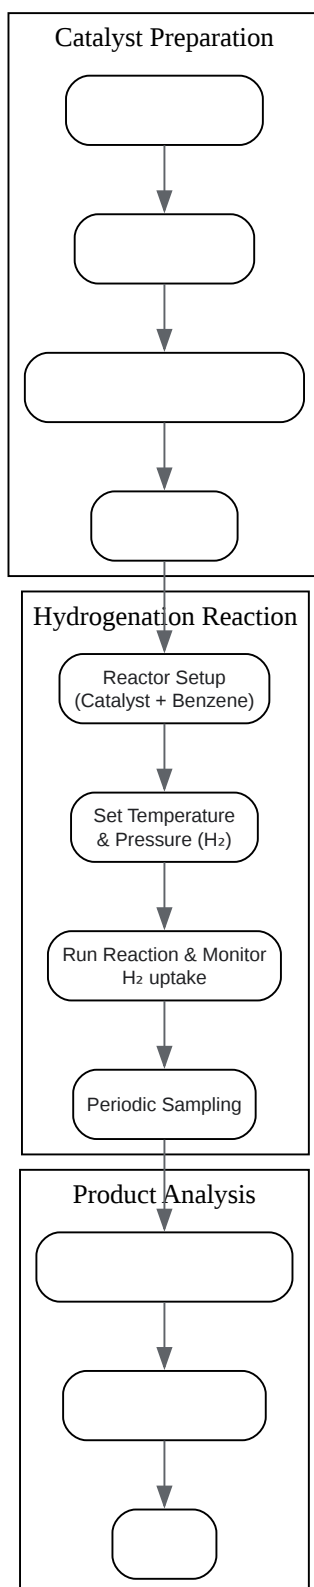 Catalyst Preparation
Hydrogenation Reaction
Reactor Setup
(Catalyst + Benzene)
Set Temperature
& Pressure (H₂)
Run Reaction & Monitor
H₂ uptake
Periodic Sampling
Product Analysis